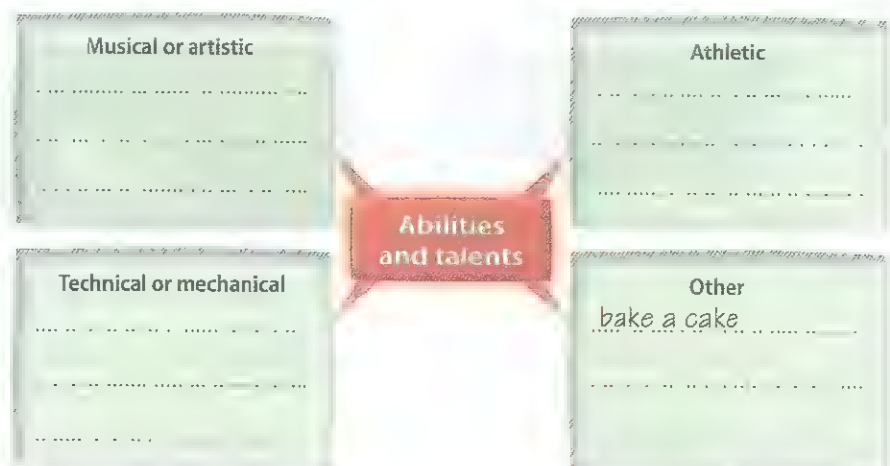 Musical or artistic
Athletic
Abilities
and talents
Technical or mechanical
Other
bake a cake